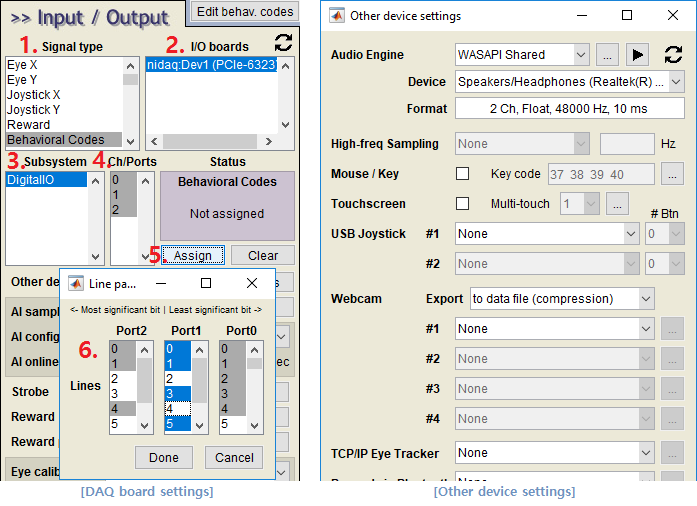 >> Input / Output
Edit behav. codes
1. Signal type
2. I/O boards
Eye X
Eye Y
Joystick X
Joystick Y
Reward
Behavioral Codes
nidaq:Dev1 (PCIe-6323)
3. Subsystem
4. Ch/Ports
Status
DigitalIO
0
1
2
Behavioral Codes
Not assigned
5. Assign
Clear
Other de
s
AI samp
AI config
AI online
ec
Strobe
Reward
Reward
Eye calib
Line pa...
<- Most significant bit | Least significant bit ->
6.
Port2 Port1 Port0
Lines
0 0 0
1 1 1
2 2 2
3 3 3
4 4 4
5 5 5
Done
Cancel
[DAQ board settings]
Other device settings
Audio Engine
WASAPI Shared
...
Device
Speakers/Headphones (Realtek(R) ...
Format
2 Ch, Float, 48000 Hz, 10 ms
High-freq Sampling
None
Hz
Mouse / Key
Key code
37 38 39 40
...
Touchscreen
Multi-touch
1
...
# Btn
USB Joystick
#1
None
0
#2
None
0
Webcam
Export
to data file (compression)
#1
None
...
#2
None
...
#3
None
...
#4
None
...
TCP/IP Eye Tracker
None
...
[Other device settings]